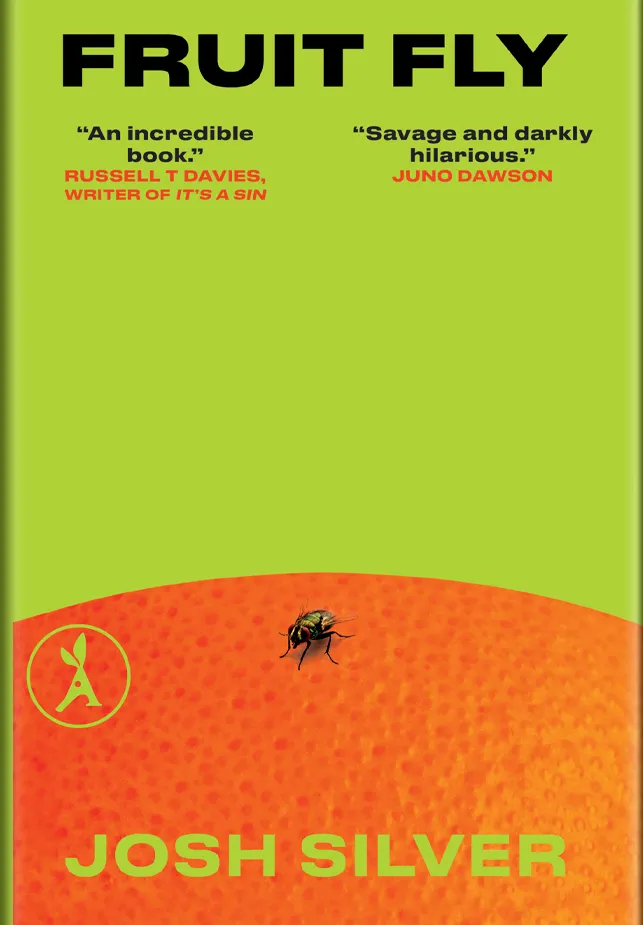 FRUIT FLY
“An incredible
book.”
RUSSELL T DAVIES,
WRITER OF IT’S A SIN
“Savage and darkly
hilarious.”
JUNO DAWSON
JOSH SILVER